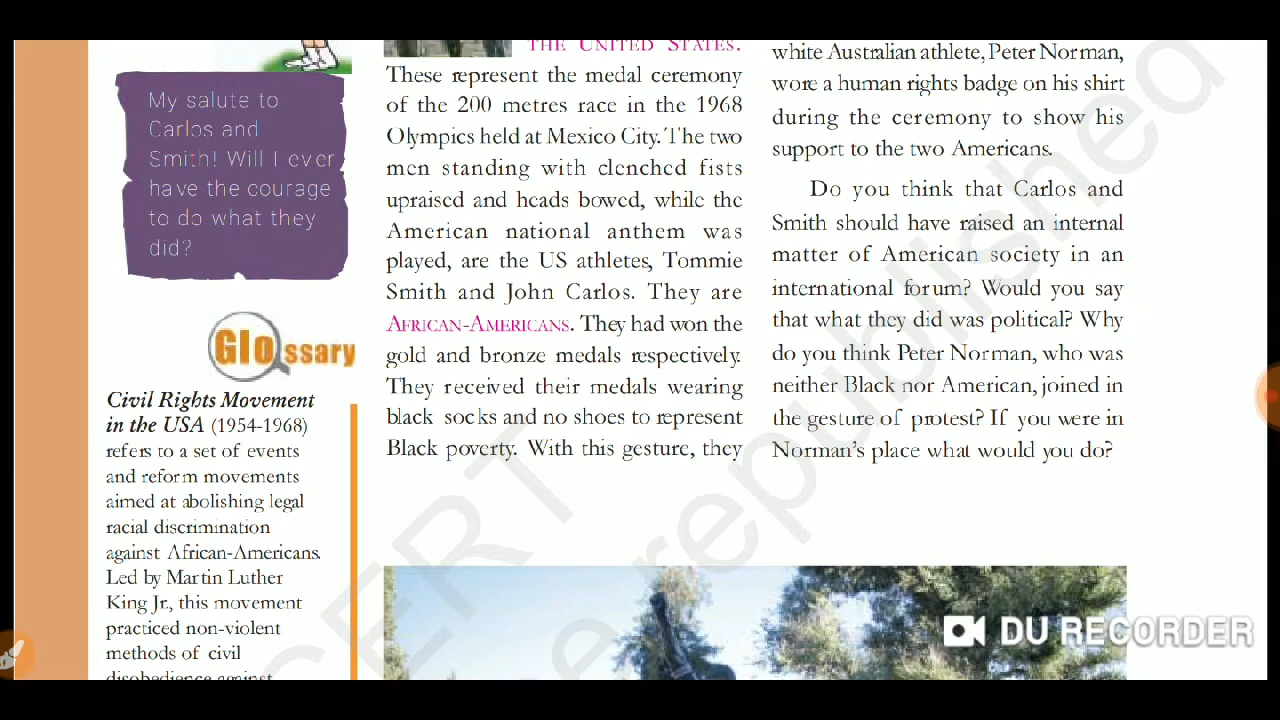 My salute to
Carlos and
Smith! Will I ever
have the courage
to do what they
did?
Glossary
Civil Rights Movement
in the USA (1954-1968)
refers to a set of events
and reform movements
aimed at abolishing legal
racial discrimination
against African-Americans.
Led by Martin Luther
King Jr., this movement
practiced non-violent
methods of civil
disobedience against
THE UNITED STATES.
These represent the medal ceremony
of the 200 metres race in the 1968
Olympics held at Mexico City. The two
men standing with clenched fists
upraised and heads bowed, while the
American national anthem was
played, are the US athletes, Tommie
Smith and John Carlos. They are
AFRICAN-AMERICANS. They had won the
gold and bronze medals respectively.
They received their medals wearing
black socks and no shoes to represent
Black poverty. With this gesture, they
white Australian athlete, Peter Norman,
wore a human rights badge on his shirt
during the ceremony to show his
support to the two Americans.
Do you think that Carlos and
Smith should have raised an internal
matter of American society in an
international forum? Would you say
that what they did was political? Why
do you think Peter Norman, who was
neither Black nor American, joined in
the gesture of protest? If you were in
Norman's place what would you do?
republished
DU RECORDER